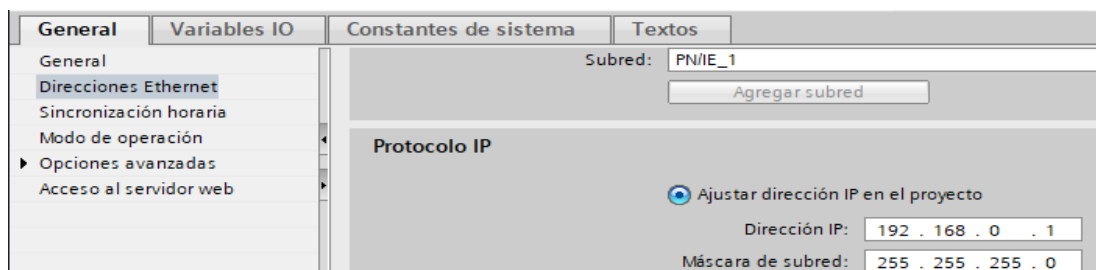 General Variables IO Constantes de sistema Textos
General
Direcciones Ethernet
Sincronización horaria
Modo de operación
Opciones avanzadas
Acceso al servidor web
Subred: PN/IE_1
Agregar subred
Protocolo IP
Ajustar dirección IP en el proyecto
Dirección IP: 192 . 168 . 0 . 1
Máscara de subred: 255 . 255 . 255 . 0